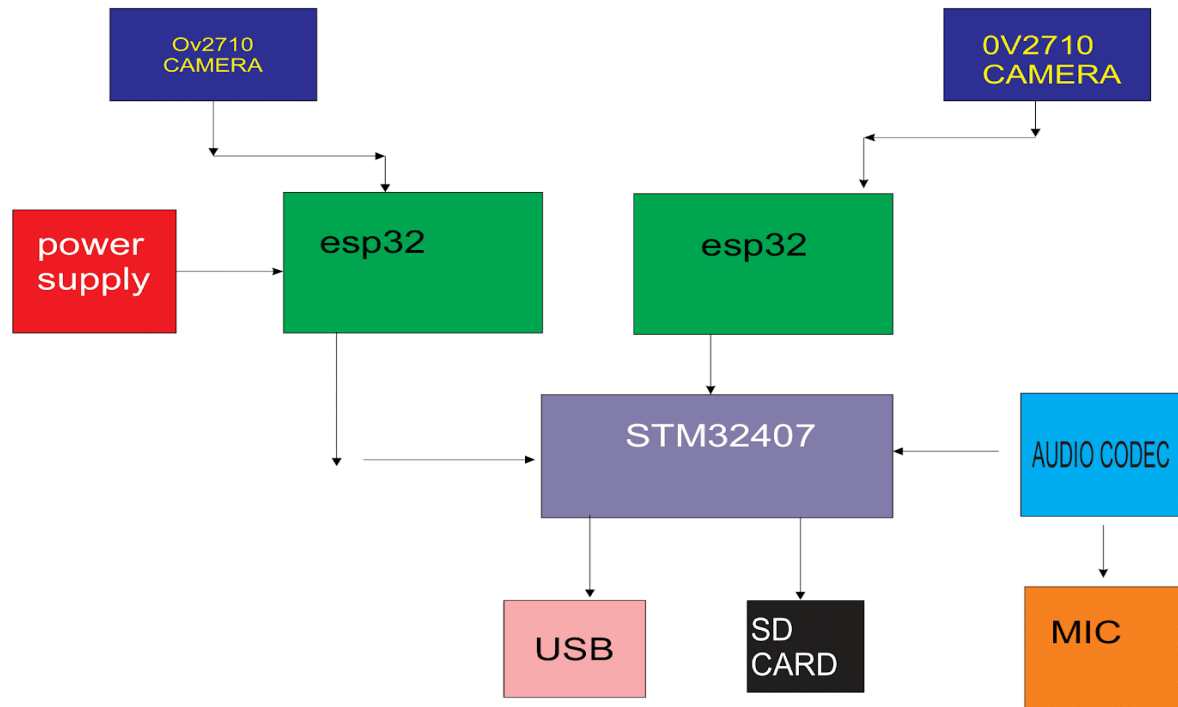 Ov2710
CAMERA
0V2710
CAMERA
power
supply
esp32
esp32
STM32407
AUDIO CODEC
USB
SD
CARD
MIC